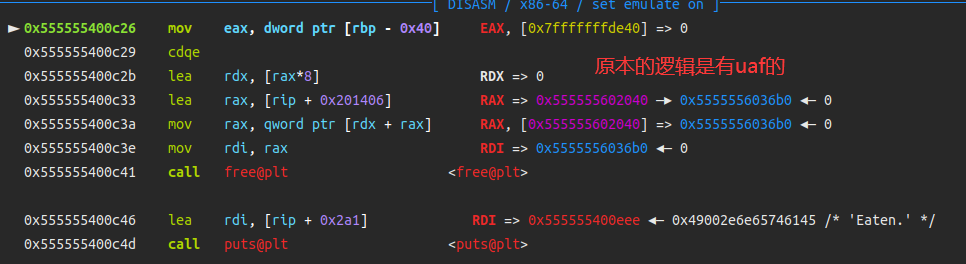 [ DISASM / x86-64 / set emulate on ]
►0x555555400c26 mov eax, dword ptr [rbp - 0x40] EAX, [0x7fffffffde40] => 0
0x555555400c29 cdqe
0x555555400c2b lea rdx, [rax*8] RDX => 0
原本的逻辑是有uaf的
0x555555400c33 lea rax, [rip + 0x201406] RAX => 0x555555602040 —▸ 0x5555556036b0 ◂— 0
0x555555400c3a mov rax, qword ptr [rdx + rax] RAX, [0x555555602040] => 0x5555556036b0 ◂— 0
0x555555400c3e mov rdi, rax RDI => 0x5555556036b0 ◂— 0
0x555555400c41 call free@plt <free@plt>
0x555555400c46 lea rdi, [rip + 0x2a1] RDI => 0x555555400eee ◂— 0x49002e6e65746145 /* 'Eaten.' */
0x555555400c4d call puts@plt <puts@plt>